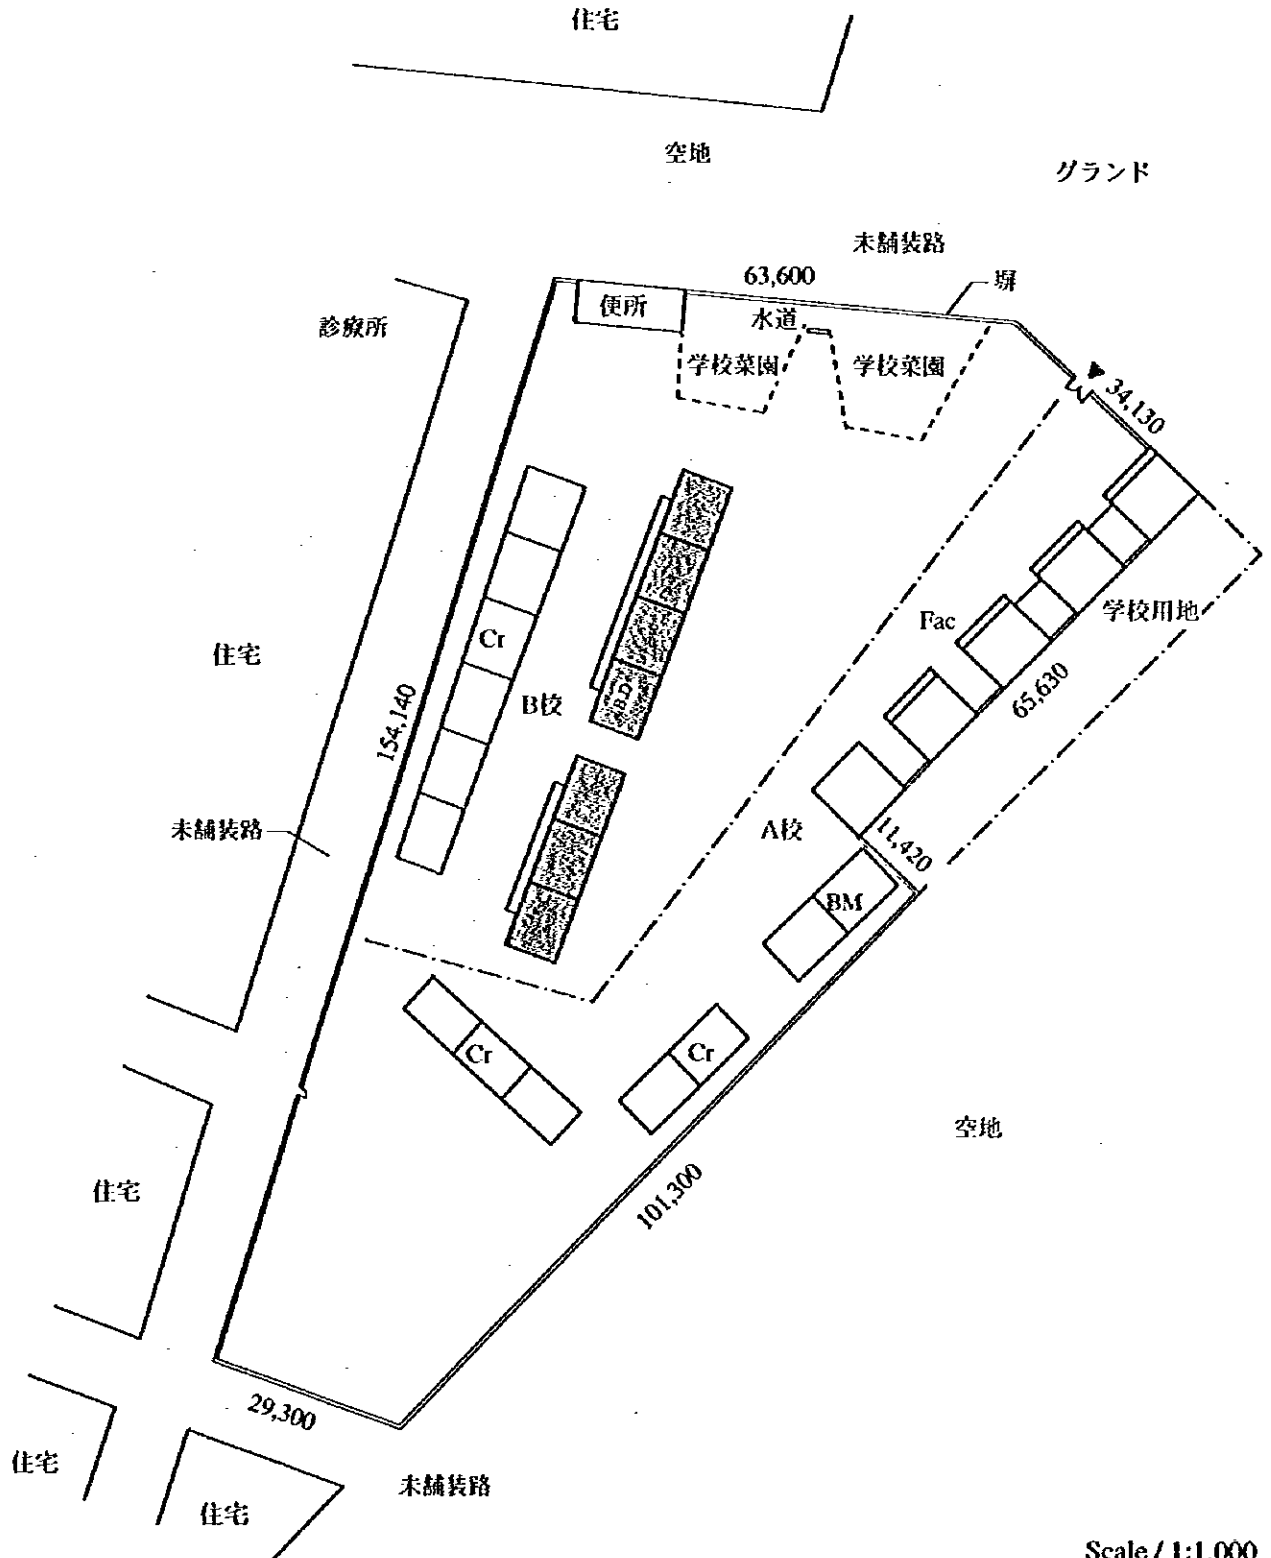 住宅
空地
グランド
未舗装路
63,600
塀
便所
水道
診療所
学校菜園
学校菜園
34,130
Fac
学校用地
Cr
住宅
B校
B.D
65,630
154,140
未舗装路
A校
11,420
BM
Cr
Cr
空地
住宅
101,300
29,300
住宅
住宅
未舗装路
Scale / 1:1,000